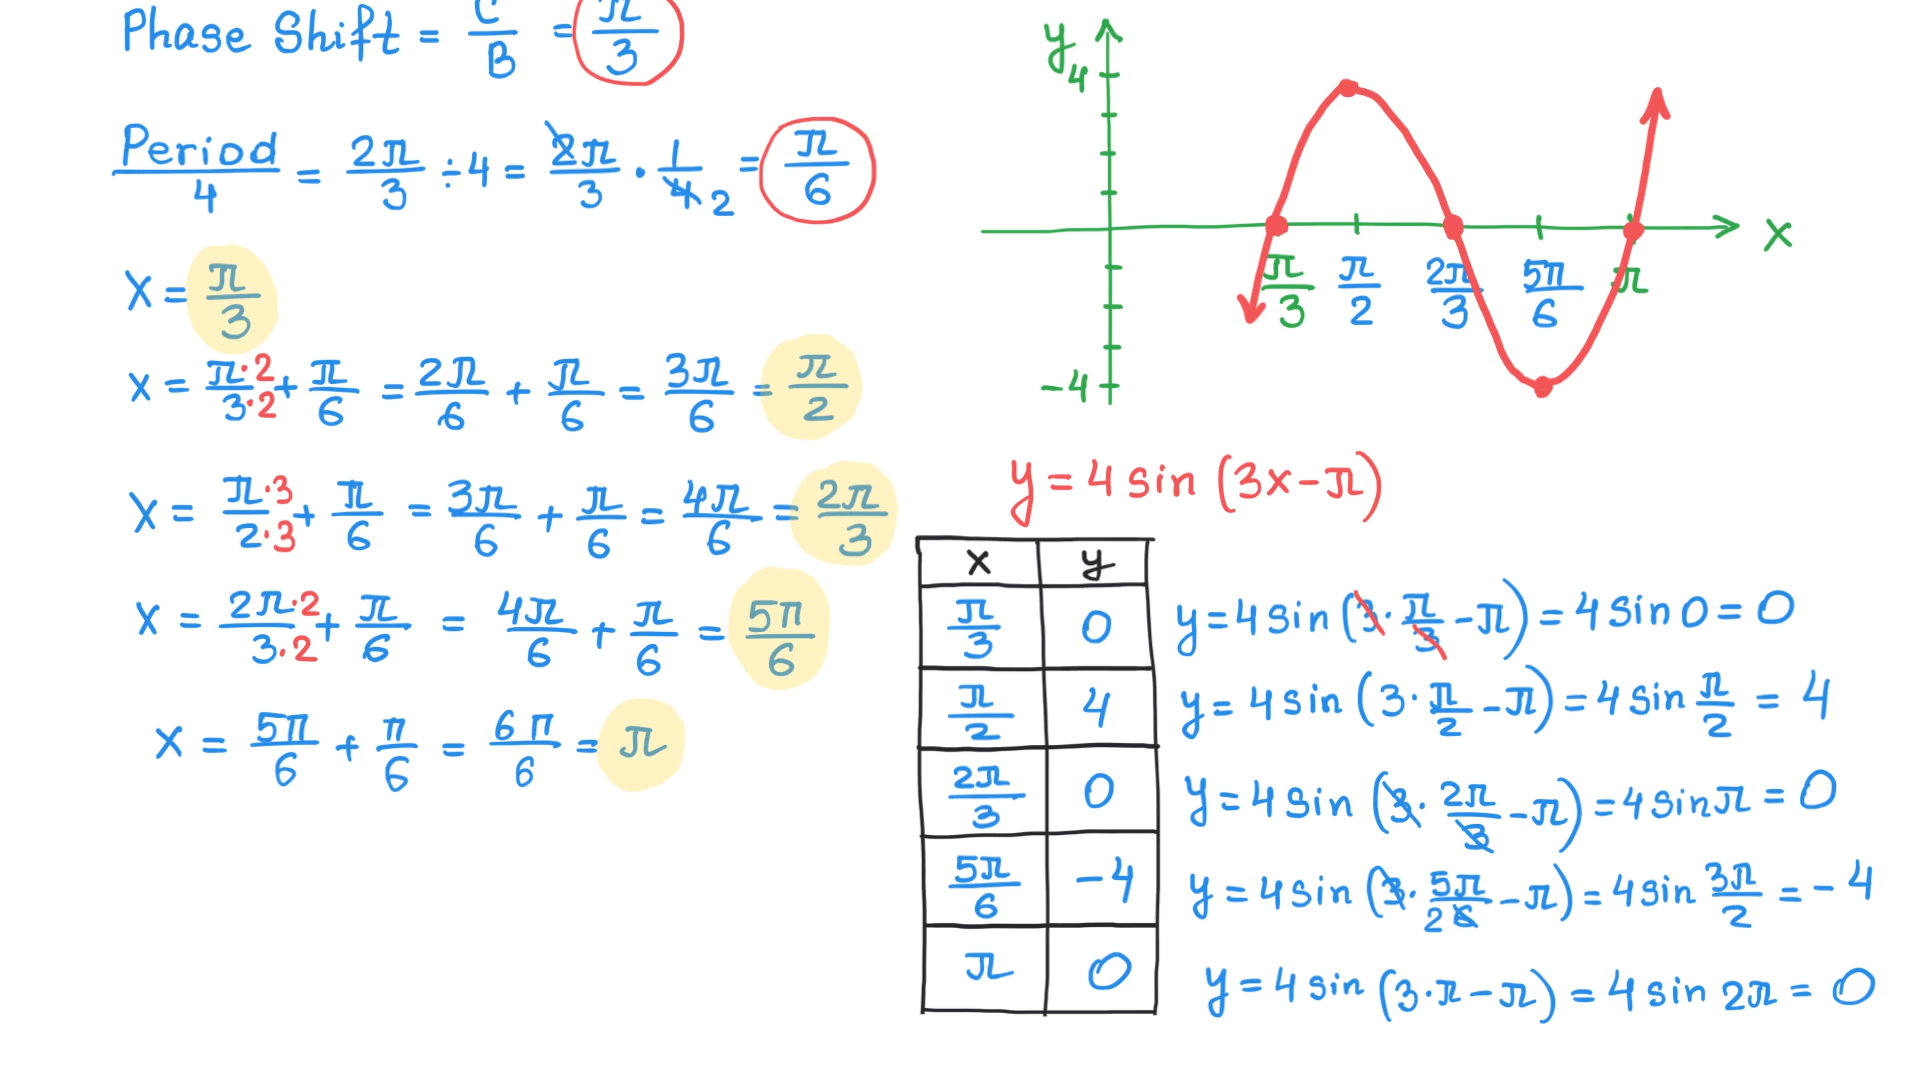 Phase Shift = C/B = π/3
Period/4 = 2π/3 ÷ 4 = 2π/3 · 1/4 2 = π/6
x = π/3
x = π·2/3·2 + π/6 = 2π/6 + π/6 = 3π/6 = π/2
x = π·3/2·3 + π/6 = 3π/6 + π/6 = 4π/6 = 2π/3
x = 2π·2/3·2 + π/6 = 4π/6 + π/6 = 5π/6
x = 5π/6 + π/6 = 6π/6 = π
y
4
x
π/3 π/2 2π/3 5π/6 π
-4
y = 4 sin (3x - π)
x y
π/3 0 y = 4 sin (3 · π/3 - π) = 4 sin 0 = 0
π/2 4 y = 4 sin (3 · π/2 - π) = 4 sin π/2 = 4
2π/3 0 y = 4 sin (3 · 2π/3 - π) = 4 sin π = 0
5π/6 -4 y = 4 sin (3 · 5π/2 6 - π) = 4 sin 3π/2 = -4
π 0 y = 4 sin (3 · π - π) = 4 sin 2π = 0